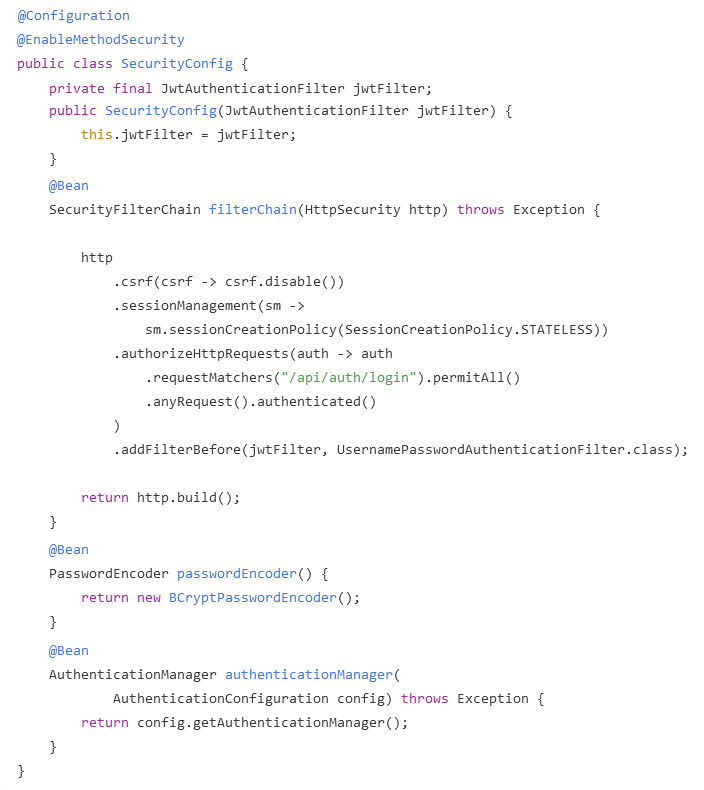 @Configuration
@EnableMethodSecurity
public class SecurityConfig {
    private final JwtAuthenticationFilter jwtFilter;
    public SecurityConfig(JwtAuthenticationFilter jwtFilter) {
        this.jwtFilter = jwtFilter;
    }
    @Bean
    SecurityFilterChain filterChain(HttpSecurity http) throws Exception {

        http
            .csrf(csrf -> csrf.disable())
            .sessionManagement(sm ->
                sm.sessionCreationPolicy(SessionCreationPolicy.STATELESS))
            .authorizeHttpRequests(auth -> auth
                .requestMatchers("/api/auth/login").permitAll()
                .anyRequest().authenticated()
            )
            .addFilterBefore(jwtFilter, UsernamePasswordAuthenticationFilter.class);

        return http.build();
    }
    @Bean
    PasswordEncoder passwordEncoder() {
        return new BCryptPasswordEncoder();
    }
    @Bean
    AuthenticationManager authenticationManager(
            AuthenticationConfiguration config) throws Exception {
        return config.getAuthenticationManager();
    }
}